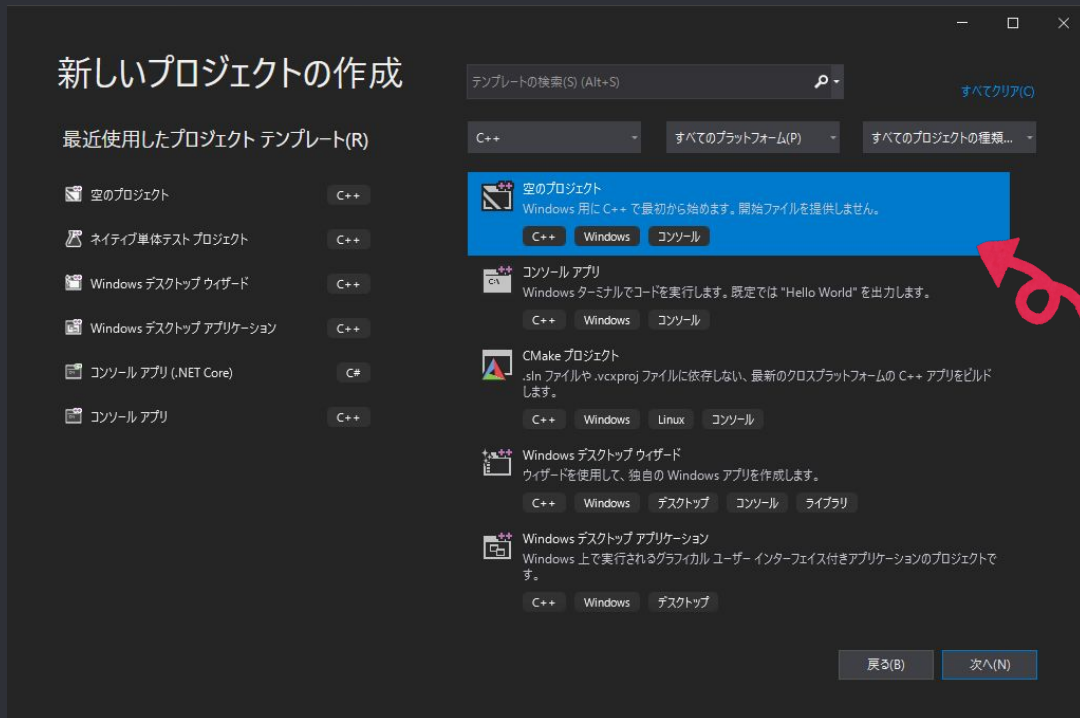 新しいプロジェクトの作成
テンプレートの検索(S) (Alt+S)
すべてクリア(C)
最近使用したプロジェクト テンプレート(R)
C++
すべてのプラットフォーム(P)
すべてのプロジェクトの種類...
空のプロジェクト C++
ネイティブ単体テスト プロジェクト C++
Windows デスクトップ ウィザード C++
Windows デスクトップ アプリケーション C++
コンソール アプリ (.NET Core) C#
コンソール アプリ C++
空のプロジェクト
Windows 用に C++ で最初から始めます。開始ファイルを提供しません。
C++ Windows コンソール
コンソール アプリ
Windows ターミナルでコードを実行します。既定では "Hello World" を出力します。
C++ Windows コンソール
CMake プロジェクト
.sln ファイルや .vcxproj ファイルに依存しない、最新のクロスプラットフォームの C++ アプリをビルド
します。
C++ Windows Linux コンソール
Windows デスクトップ ウィザード
ウィザードを使用して、独自の Windows アプリを作成します。
C++ Windows デスクトップ コンソール ライブラリ
Windows デスクトップ アプリケーション
Windows 上で実行されるグラフィカル ユーザー インターフェイス付きアプリケーションのプロジェクトで
す。
C++ Windows デスクトップ
戻る(B)
次へ(N)